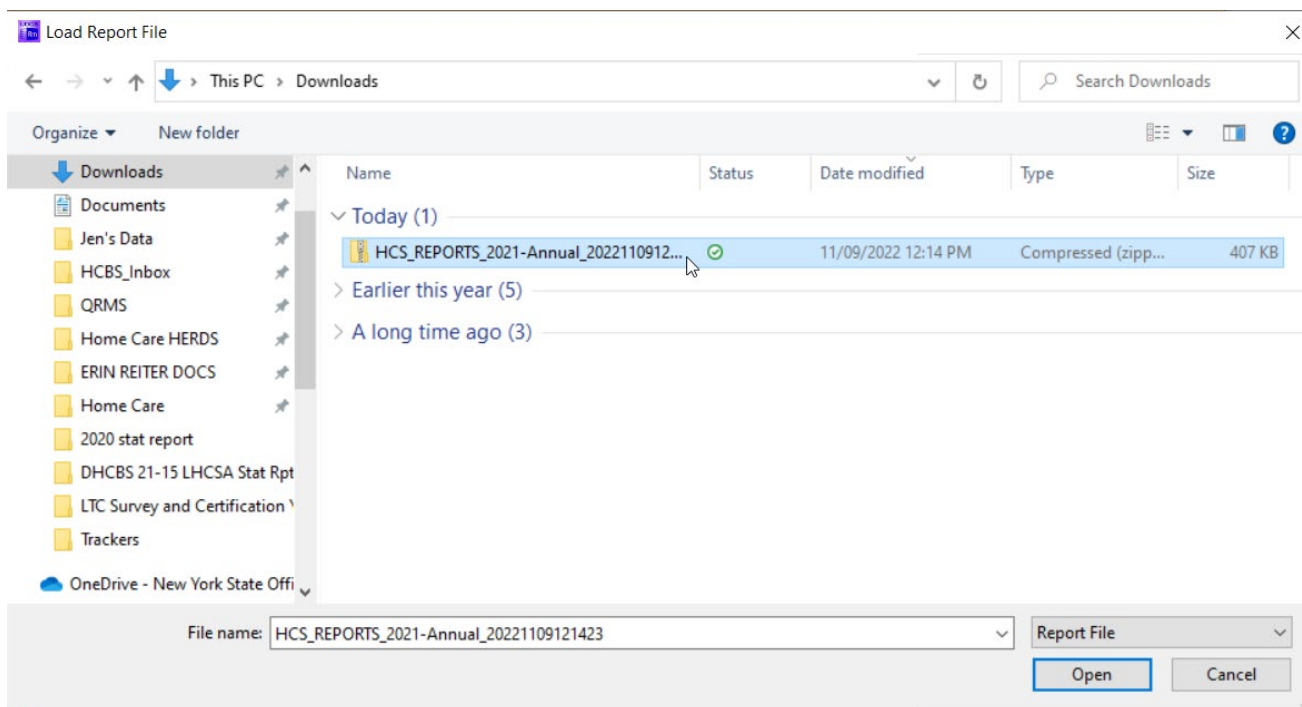 Load Report File
This PC > Downloads
Search Downloads
Organize
New folder
?
Downloads
Documents
Jen's Data
HCBS_Inbox
QRMS
Home Care HERDS
ERIN REITER DOCS
Home Care
2020 stat report
DHCBS 21-15 LHCSA Stat Rpt
LTC Survey and Certification
Trackers
OneDrive - New York State Offi
Name Status Date modified Type Size
Today (1)
HCS_REPORTS_2021-Annual_2022110912... 11/09/2022 12:14 PM Compressed (zipp... 407 KB
Earlier this year (5)
A long time ago (3)
File name: HCS_REPORTS_2021-Annual_20221109121423 Report File
Open Cancel